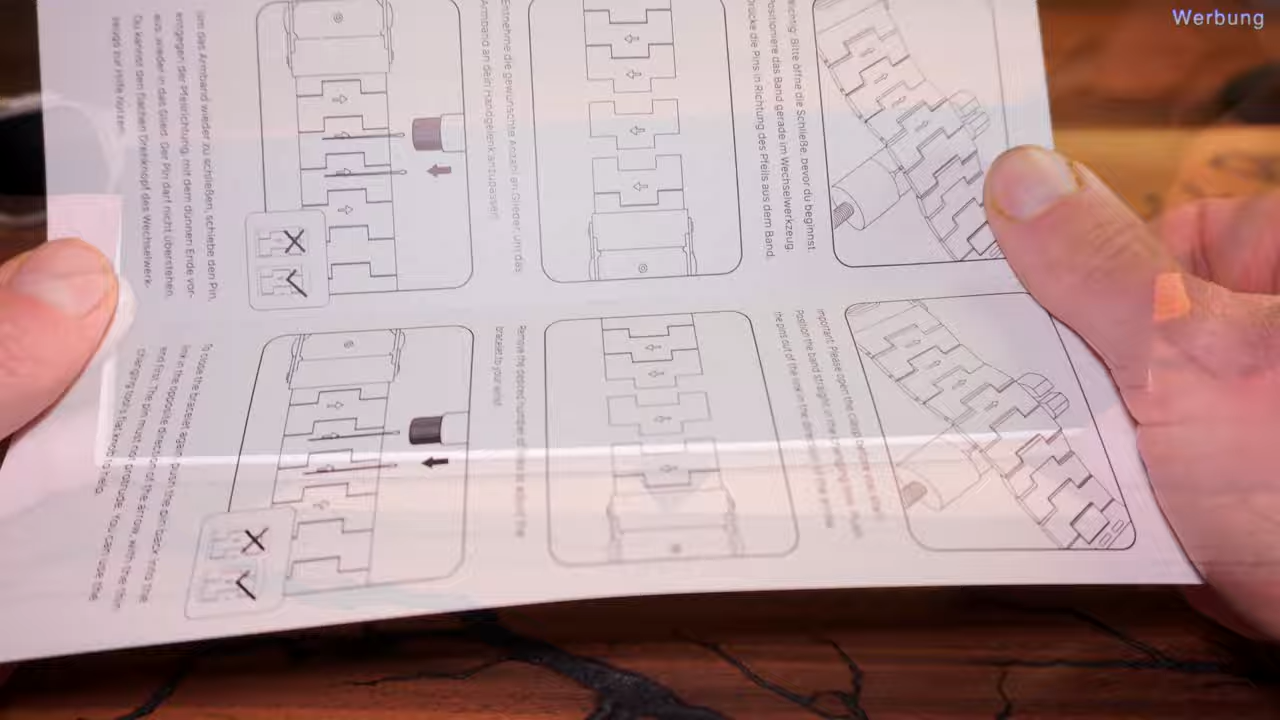 Werbung
Wichtig: Bitte öffne die Schließe, bevor du beginnst.
Positioniere das Band gerade im Wechselwerkzeug.
Drücke die Pins in Richtung des Pfeils aus dem Band.
Entnehme die gewünschte Anzahl an Glieder, um das
Armband an dein Handgelenk anzupassen.
Um das Armband wieder zu schließen, schiebe den Pin,
entgegen der Pfeilrichtung, mit dem dünnen Ende vor-
aus, wieder in das Glied. Der Pin darf nicht überstehen.
Du kannst den flachen Drehknopf des Wechselwerk-
zeugs zur Hilfe nutzen.
Important: Please open the clasp before you start.
Position the band straight in the changing tool. Push
the pins out of the link in the direction of the arrow.
Remove the desired number of links to adjust the
bracelet to your wrist.
To close the bracelet again, push the pin back into the
link in the opposite direction of the arrow, with the thin
end first. The pin must not protrude. You can use the
changing tool's flat knob to help.